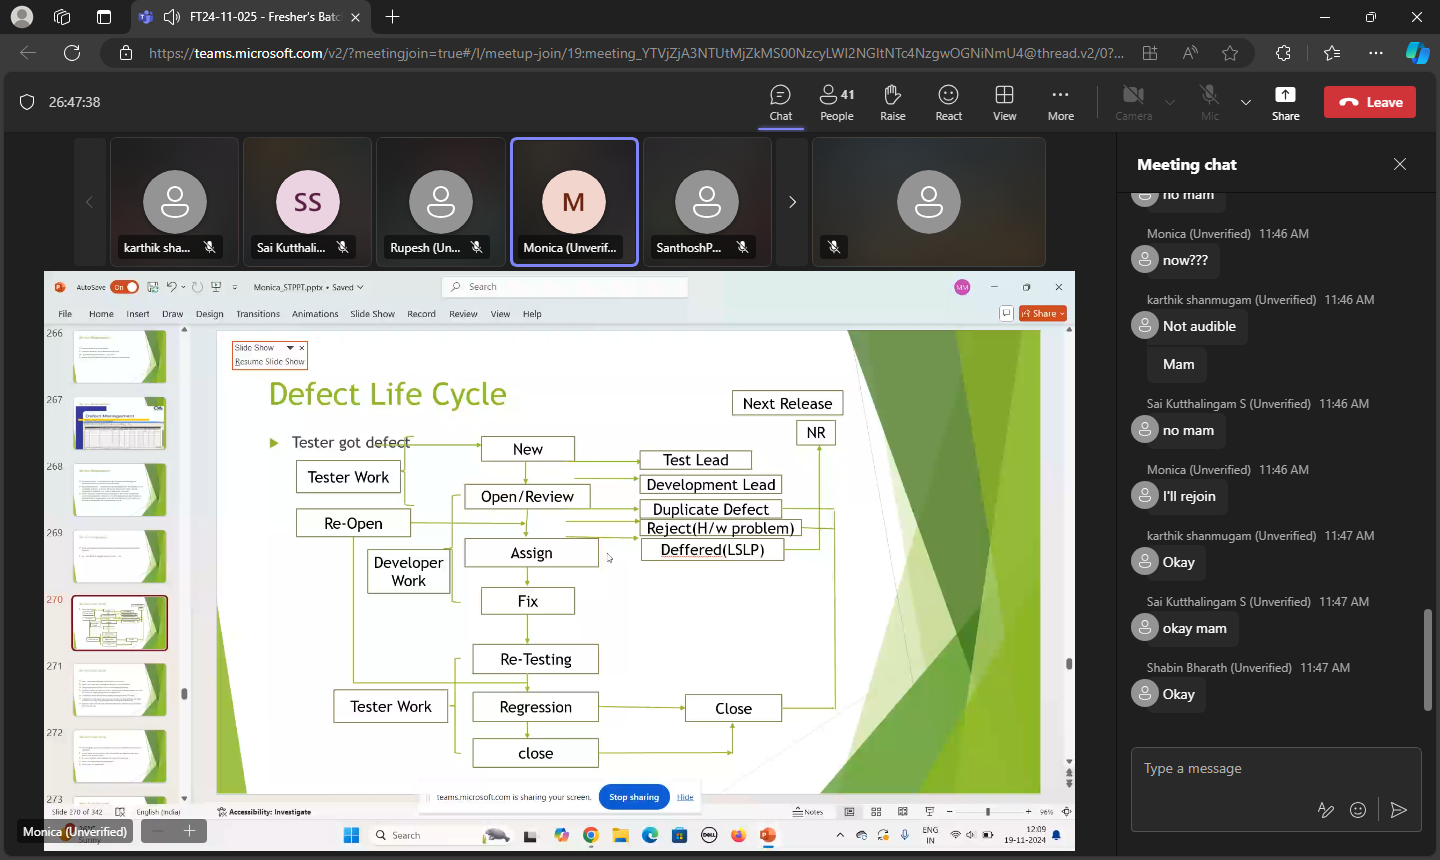 FT24-11-025 - Fresher's Batc
https://teams.microsoft.com/v2/?meetingjoin=true#/l/meetup-join/19:meeting_YTVjZjA3NTUtMjZkMS00NzcyLWI2NGItNTc4NzgwOGNiNmU4@thread.v2/0?...
26:47:38
Chat
41
People
Raise
React
View
More
Camera
Mic
Share
Leave
karthik sha...
SS
Sai Kutthali...
Rupesh (Un...
M
Monica (Unverif...
SanthoshP...
Meeting chat
no mam
Monica (Unverified) 11:46 AM
now???
karthik shanmugam (Unverified) 11:46 AM
Not audible
Mam
Sai Kutthalingam S (Unverified) 11:46 AM
no mam
Monica (Unverified) 11:46 AM
I'll rejoin
karthik shanmugam (Unverified) 11:47 AM
Okay
Sai Kutthalingam S (Unverified) 11:47 AM
okay mam
Shabin Bharath (Unverified) 11:47 AM
Okay
Type a message
AutoSave On
Monica_STPPT.pptx • Saved
Search
MM
File Home Insert Draw Design Transitions Animations Slide Show Record Review View Help
Share
266
267
Defect Management
268
269
270
271
272
273
Slide Show
Resume Slide Show
Defect Life Cycle
Tester got defect
Next Release
NR
New
Test Lead
Tester Work
Development Lead
Open/Review
Duplicate Defect
Re-Open
Reject(H/w problem)
Assign
Deffered(LSLP)
Developer
Work
Fix
Re-Testing
Tester Work
Regression
Close
close
teams.microsoft.com is sharing your screen.
Stop sharing
Hide
Slide 270 of 342
English (India)
Accessibility: Investigate
Notes
96%
Monica (Unverified)
Sunny
Search
DELL
ENG
IN
12:09
19-11-2024